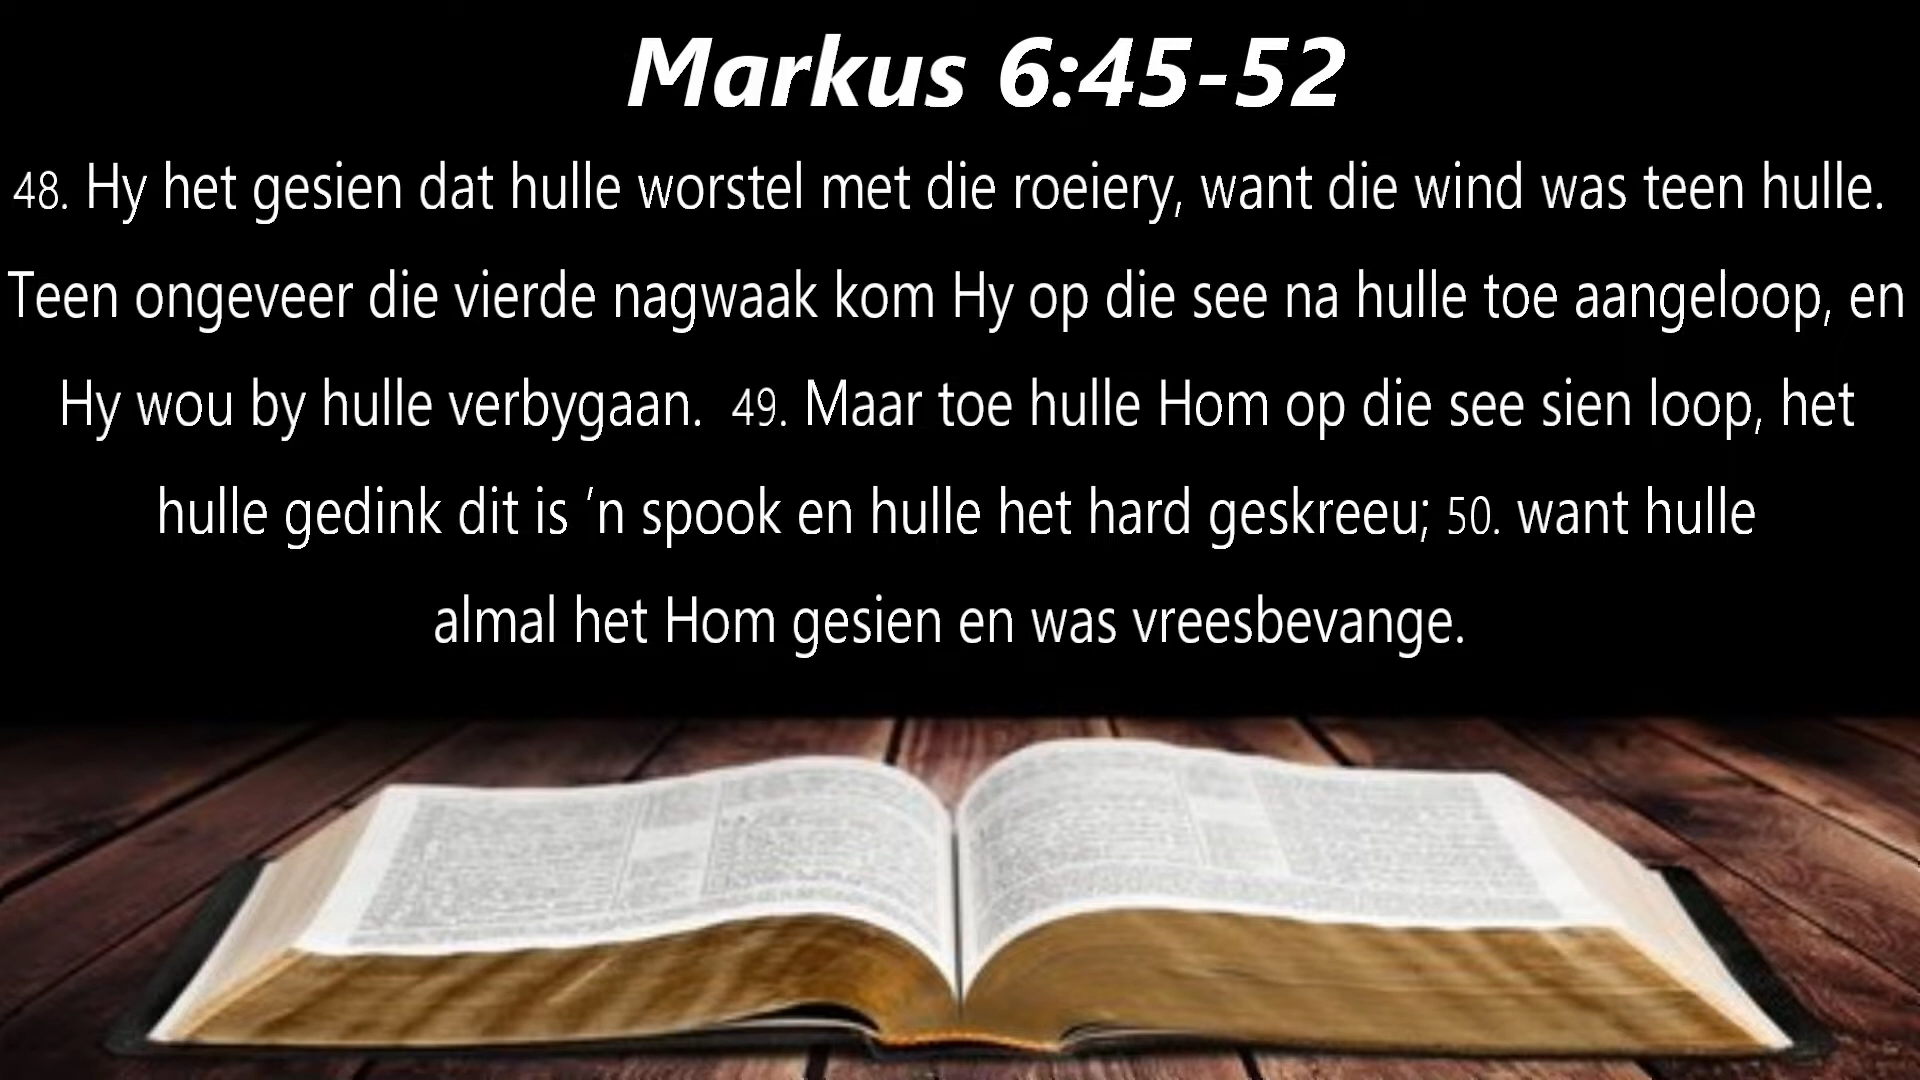 Markus 6:45-52
48. Hy het gesien dat hulle worstel met die roeiery, want die wind was teen hulle.
Teen ongeveer die vierde nagwaak kom Hy op die see na hulle toe aangeloop, en
Hy wou by hulle verbygaan. 49. Maar toe hulle Hom op die see sien loop, het
hulle gedink dit is ’n spook en hulle het hard geskreeu; 50. want hulle
almal het Hom gesien en was vreesbevange.